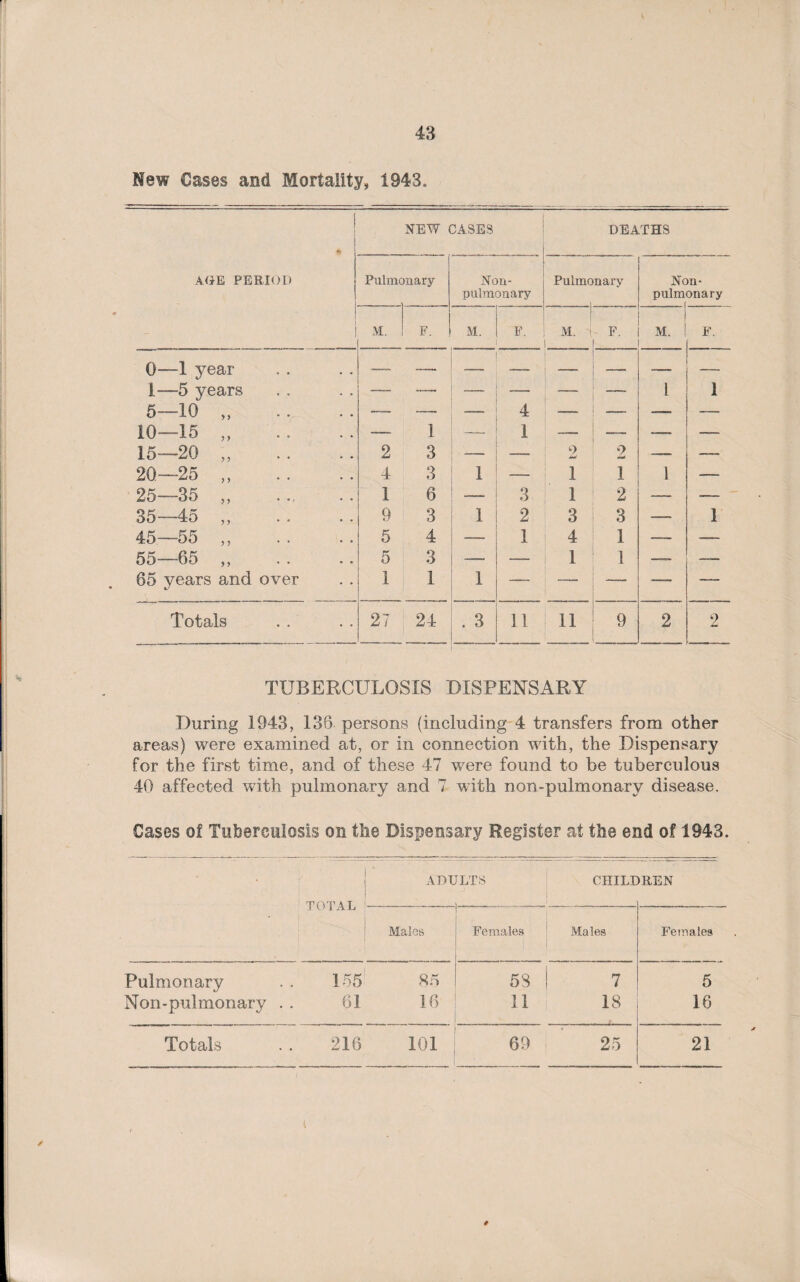 43
New Cases and Mortality, 1943.
AGE PERIOD NEW CASES DEATHS
Pulmonary Non-pulmonary Pulmonary Non-pulmonary
M. F. M. F. M. F. M. F.
0—1 year .. .. — — — — — — — —
1—5 years .. .. — — — — — — 1 1
5—10 ,, .. .. — — — 4 — — — —
10—15 ,, .. .. — 1 — 1 — — — —
15—20 ,, .. .. 2 3 — — 2 2 — —
20—25 ,, .. .. 4 3 1 — 1 1 1 —
25—35 ,, .. .. 1 6 — 3 1 2 — —
35—45 ,, .. .. 9 3 1 2 3 3 — 1
45—55 ,, .. .. 5 4 — 1 4 1 — —
55—65 ,, .. .. 5 3 — — 1 1 — —
65 years and over .. 1 1 1 — — — — —
Totals .. .. 27 24 3 11 11 9 2 2
TUBERCULOSIS DISPENSARY
During 1943, 136 persons (including 4 transfers from other
areas) were examined at, or in connection with, the Dispensary
for the first time, and of these 47 were found to be tuberculous
40 affected with pulmonary and 7 with non-pulmonary disease.
Cases of Tuberculosis on the Dispensary Register at the end of 1943.
TOTAL ADULTS CHILDREN
Males Females Males Females
Pulmonary .. 155 85 58 7 5
Non-pulmonary .. 61 16 11 18 16
Totals .. 216 101 69 25 21